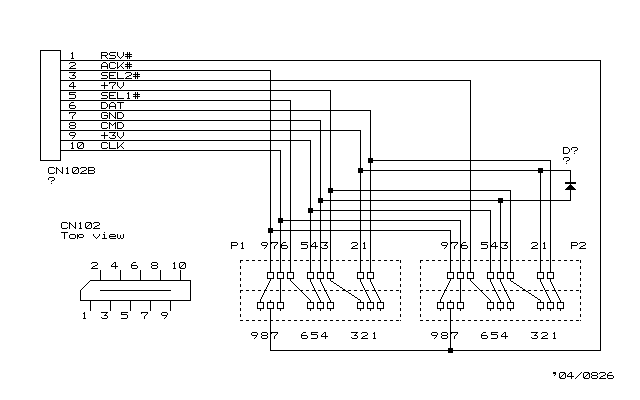 1 RSV#
2 ACK#
3 SEL2#
4 +7V
5 SEL1#
6 DAT
7 GND
8 CMD
9 +3V
10 CLK
CN102B
?
D?
?
CN102
Top view
P1 976 543 21 976 543 21 P2
2 4 6 8 10
1 3 5 7 9
987 654 321 987 654 321
'04/0826